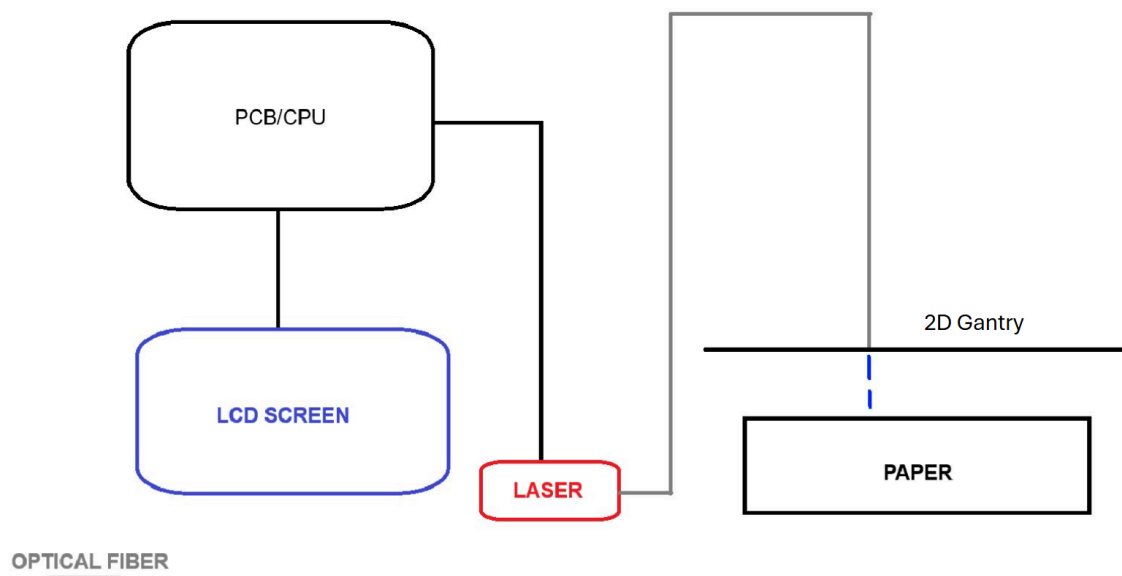 PCB/CPU
2D Gantry
LCD SCREEN
PAPER
LASER
OPTICAL FIBER